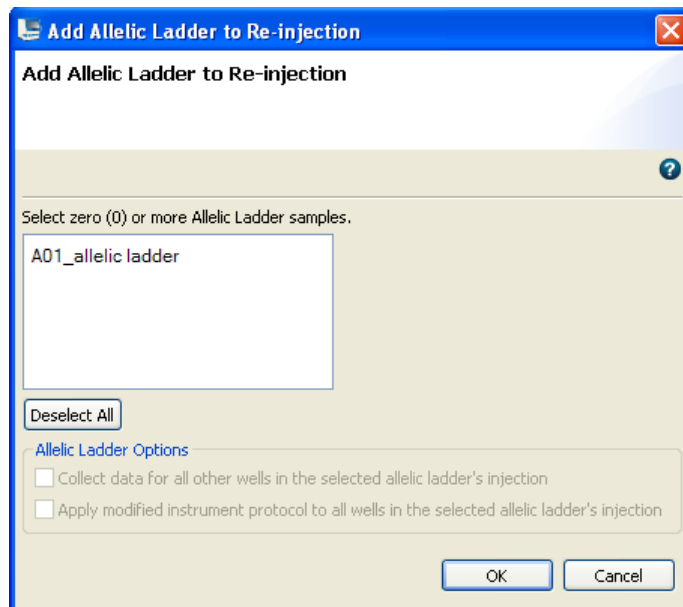 Add Allelic Ladder to Re-injection
Add Allelic Ladder to Re-injection
?
Select zero (0) or more Allelic Ladder samples.
A01_allelic ladder
Deselect All
Allelic Ladder Options
Collect data for all other wells in the selected allelic ladder's injection
Apply modified instrument protocol to all wells in the selected allelic ladder's injection
OK Cancel